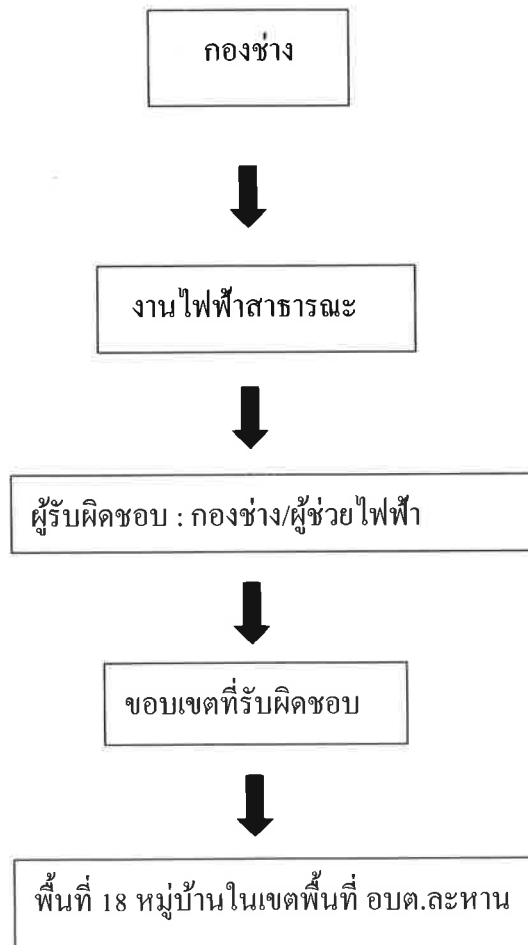 กองช่าง
งานไฟฟ้าสาธารณะ
ผู้รับผิดชอบ : กองช่าง/ผู้ช่วยไฟฟ้า
ขอบเขตที่รับผิดชอบ
พื้นที่ 18 หมู่บ้านในเขตพื้นที่ อบต.ละหาน